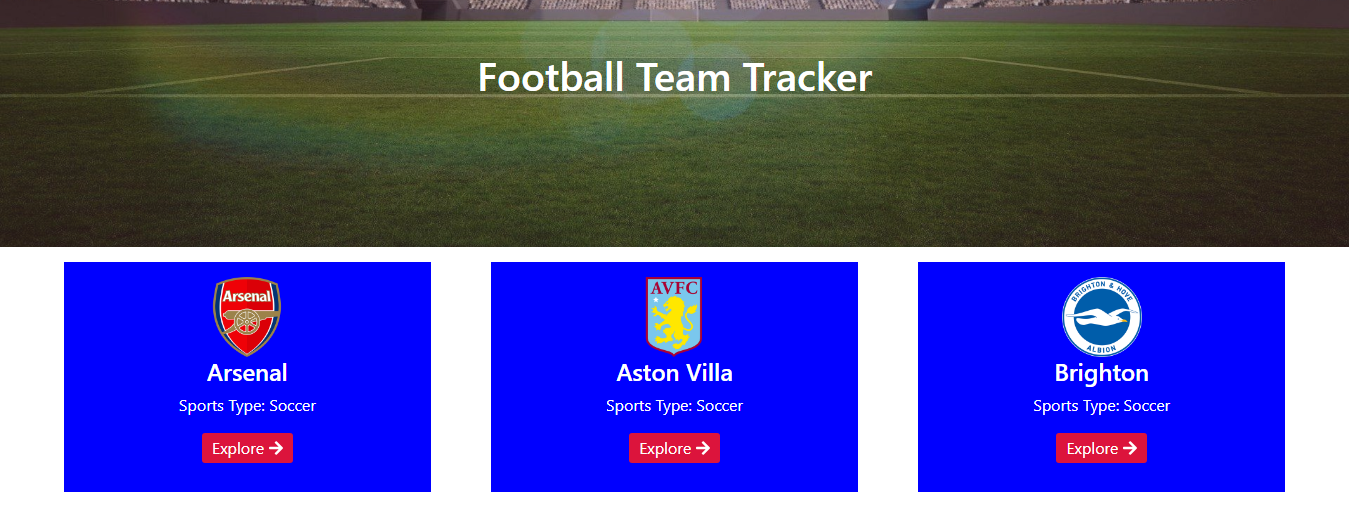 Football Team Tracker
Arsenal
Arsenal
Sports Type: Soccer
Explore
AVFC
Aston Villa
Sports Type: Soccer
Explore
BRIGHTON & HOVE
ALBION
Brighton
Sports Type: Soccer
Explore